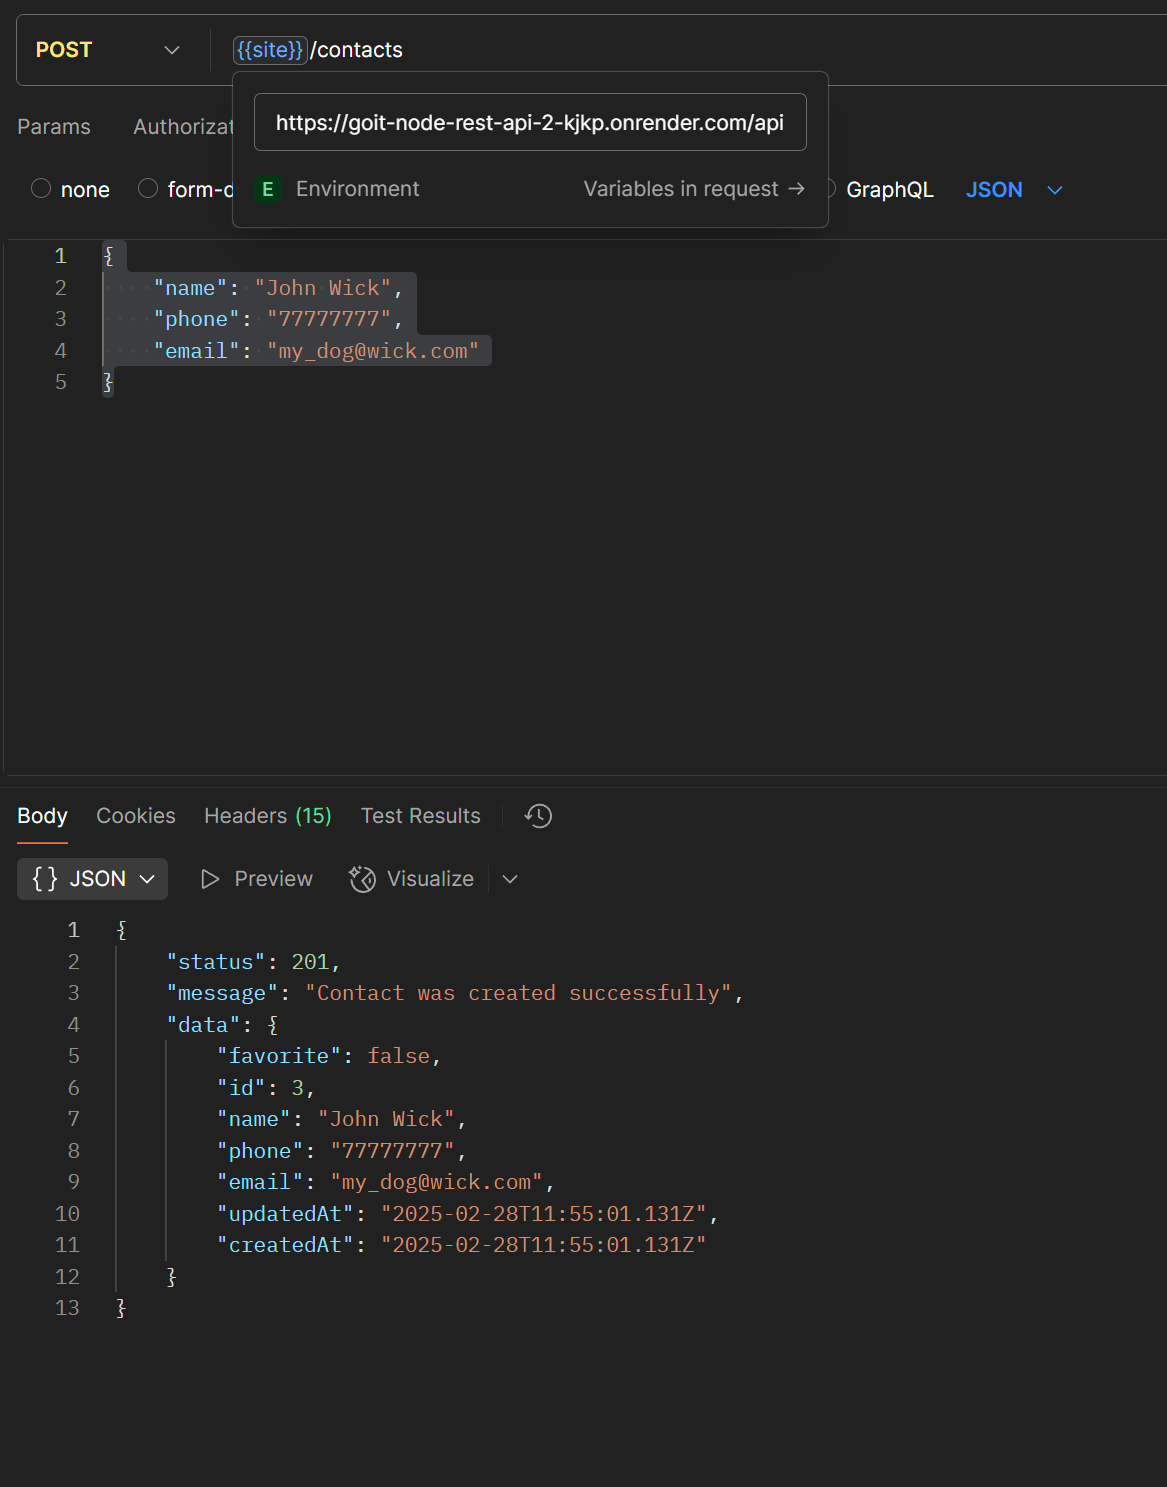 POST {{site}}/contacts
https://goit-node-rest-api-2-kjkp.onrender.com/api
Params Authorizat
E Environment Variables in request →
none form-d GraphQL JSON
1 {
2 "name": "John Wick",
3 "phone": "77777777",
4 "email": "my_dog@wick.com"
5 }
Body Cookies Headers (15) Test Results
{} JSON Preview Visualize
1 {
2 "status": 201,
3 "message": "Contact was created successfully",
4 "data": {
5 "favorite": false,
6 "id": 3,
7 "name": "John Wick",
8 "phone": "77777777",
9 "email": "my_dog@wick.com",
10 "updatedAt": "2025-02-28T11:55:01.131Z",
11 "createdAt": "2025-02-28T11:55:01.131Z"
12 }
13 }